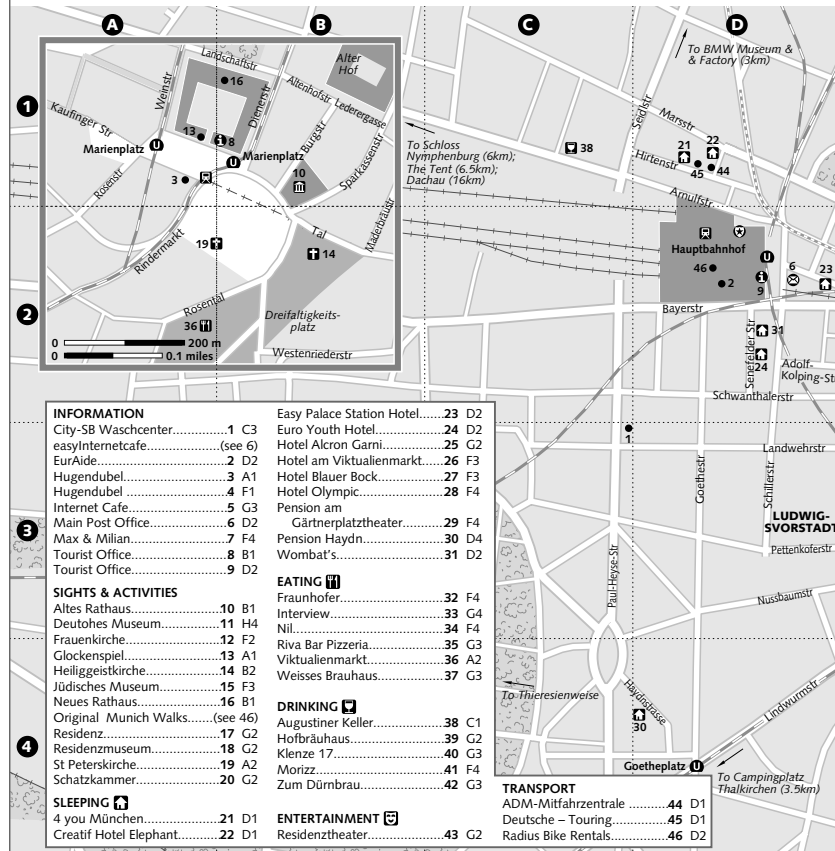 A
B
C
D
1
2
3
4
Landschaftstr
16
Alter
Hof
Altenhofstr
Lederergasse
Weinstr
Dienerstr
Kaufinger Str
13
8
Burgstr
Sparkassenstr
Marienplatz
U
U
Marienplatz
Rosenstr
3
10
Maderbräustr
Tal
Rindermarkt
19
14
Rosental
36
Dreifaltigkeits-
platz
Westenriederstr
0 200 m
0 0.1 miles
To BMW Museum &
& Factory (3km)
Seidlstr
Marsstr
38
To Schloss
Nymphenburg (6km);
The Tent (6.5km);
Dachau (16km)
21
22
Hirtenstr
45
44
Arnulfstr
Hauptbahnhof
U
46
2
9
6
23
Bayerstr
Senefelder Str
31
24
Adolf-
Kolping-St
Schwanthalerstr
1
Landwehrstr
Goethestr
Schillerstr
LUDWIG-
SVORSTADT
Pettenkoferstr
Paul-Heyse-Str
Nussbaumstr
To Thieresienweise
Haydnstrasse
30
Lindwurmstr
Goetheplatz U
To Campingplatz
Thalkirchen (3.5km)
INFORMATION
City-SB Waschcenter...............1 C3
easyInternetcafe................(see 6)
EurAide................................2 D2
Hugendubel.........................3 A1
Hugendubel.........................4 F1
Internet Cafe........................5 G3
Main Post Office...................6 D2
Max & Milian........................7 F4
Tourist Office.......................8 B1
Tourist Office.......................9 D2
SIGHTS & ACTIVITIES
Altes Rathaus......................10 B1
Deutohes Museum..............11 H4
Frauenkirche.......................12 F2
Glockenspiel.......................13 A1
Heiliggeistkirche.................14 B2
Jüdisches Museum..............15 F3
Neues Rathaus...................16 B1
Original Munich Walks......(see 46)
Residenz............................17 G2
Residenzmuseum...............18 G2
St Peterskirche...................19 A2
Schatzkammer...................20 G2
SLEEPING
4 you München..................21 D1
Creatif Hotel Elephant........22 D1
Easy Palace Station Hotel......23 D2
Euro Youth Hotel................24 D2
Hotel Alcron Garni..............25 G2
Hotel am Viktualienmarkt....26 F3
Hotel Blauer Bock...............27 F3
Hotel Olympic....................28 F4
Pension am
Gärtnerplatztheater............29 F4
Pension Haydn...................30 D4
Wombat's..........................31 D2
EATING
Fraunhofer.........................32 F4
Interview...........................33 G4
Nil.....................................34 F4
Riva Bar Pizzeria.................35 G3
Viktualienmarkt..................36 A2
Weisses Brauhaus...............37 G3
DRINKING
Augustiner Keller................38 C1
Hofbräuhaus......................39 G2
Klenze 17...........................40 G3
Morizz...............................41 F4
Zum Dürnbrau...................42 G3
ENTERTAINMENT
Residenztheater.................43 G2
TRANSPORT
ADM-Mitfahrzentrale ...........44 D1
Deutsche – Touring.............45 D1
Radius Bike Rentals.............46 D2